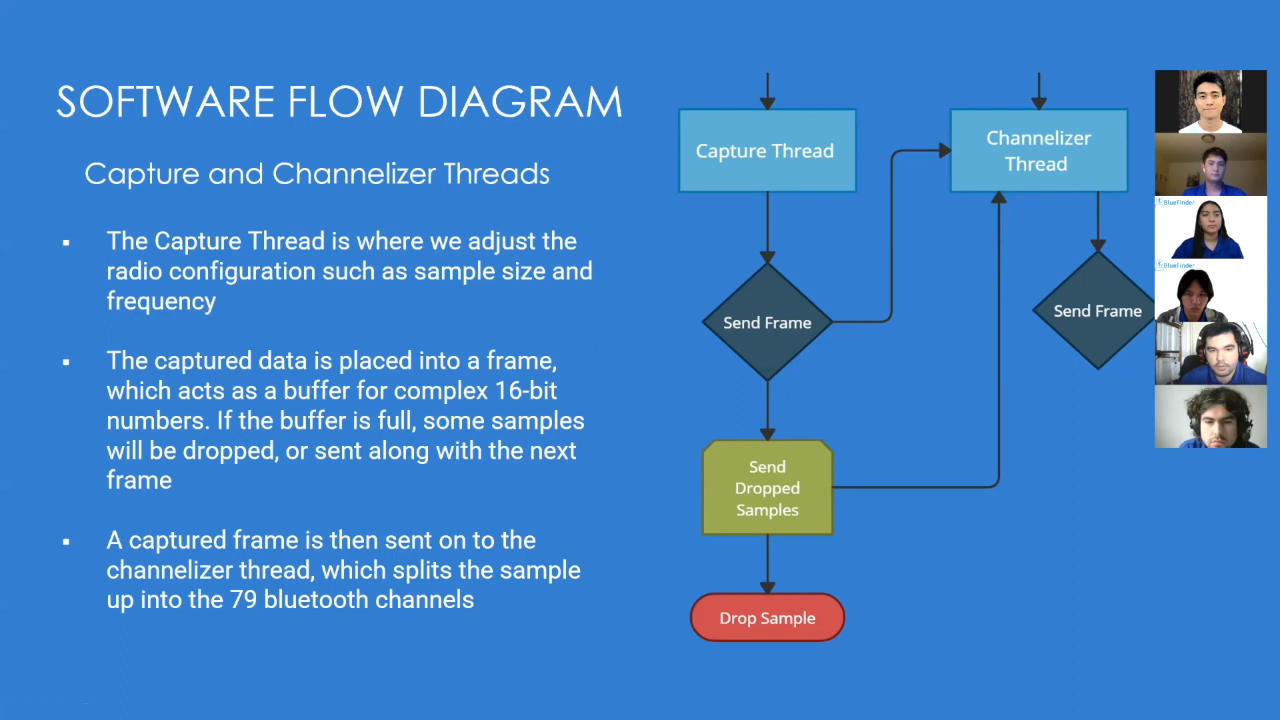 SOFTWARE FLOW DIAGRAM
Capture and Channelizer Threads
▪ The Capture Thread is where we adjust the
radio configuration such as sample size and
frequency
▪ The captured data is placed into a frame,
which acts as a buffer for complex 16-bit
numbers. If the buffer is full, some samples
will be dropped, or sent along with the next
frame
▪ A captured frame is then sent on to the
channelizer thread, which splits the sample
up into the 79 bluetooth channels
Capture Thread
Channelizer
Thread
Send Frame
Send Frame
Send
Dropped
Samples
Drop Sample
BlueFinder
BlueFinder